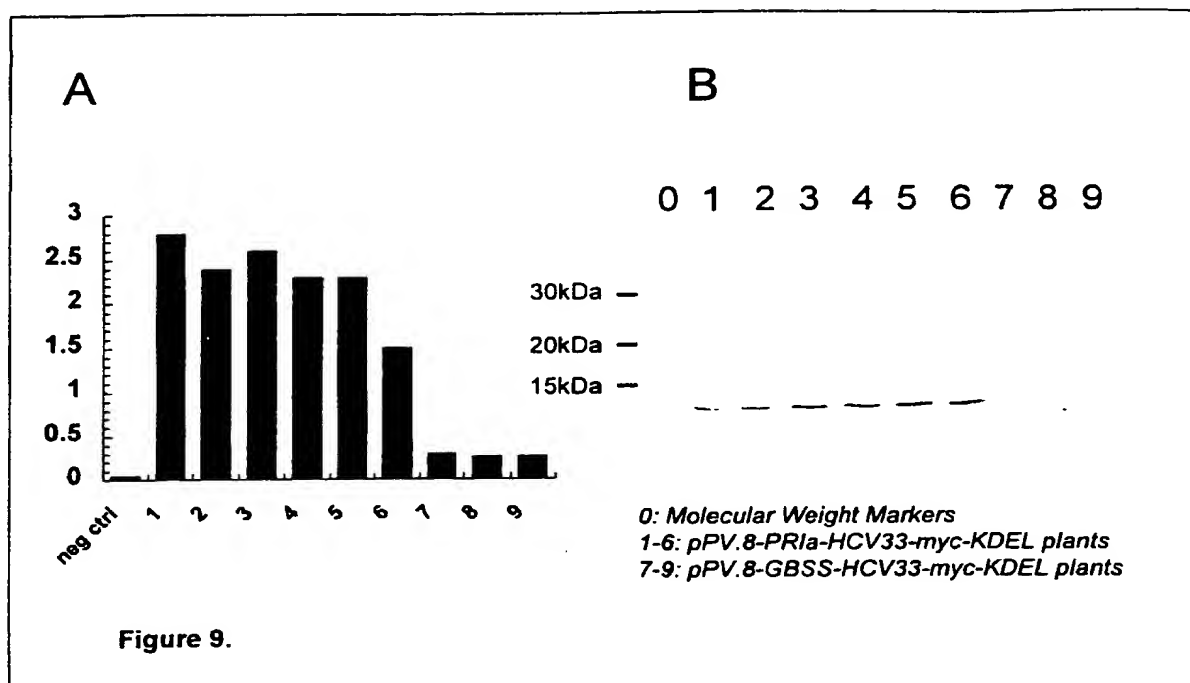 A
B
3
2.5
2
1.5
1
0.5
0
neg ctrl 1 2 3 4 5 6 7 8 9
0 1 2 3 4 5 6 7 8 9
30kDa
20kDa
15kDa
0: Molecular Weight Markers
1-6: pPV.8-PRIa-HCV33-myc-KDEL plants
7-9: pPV.8-GBSS-HCV33-myc-KDEL plants
Figure 9.